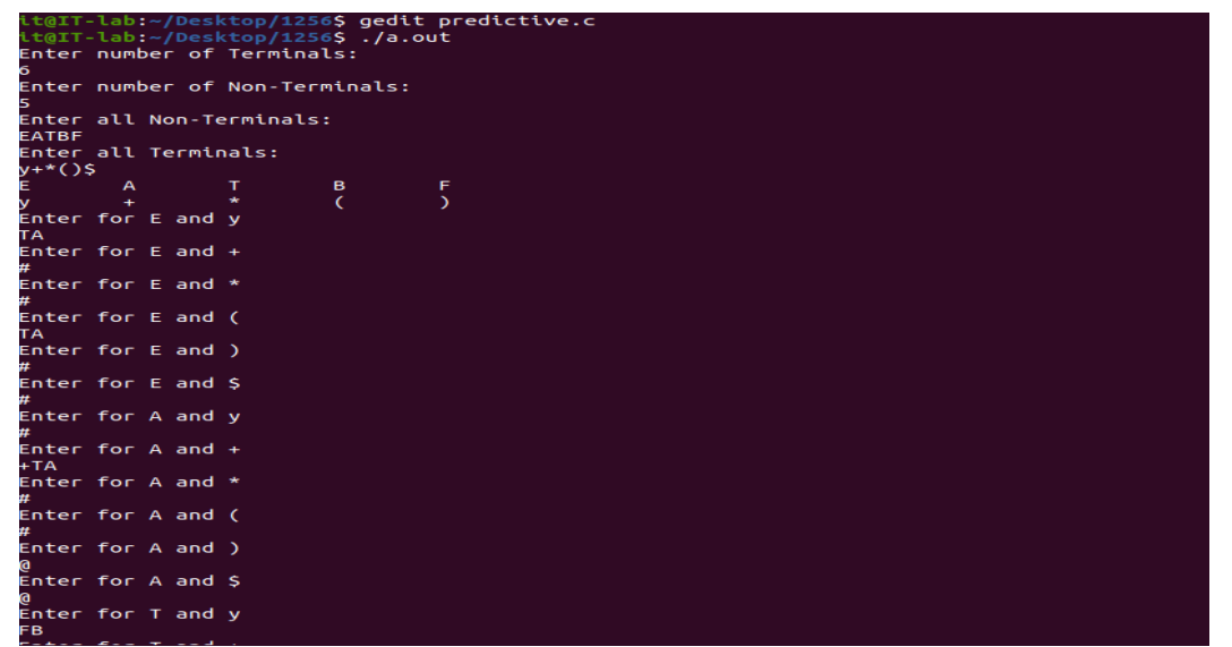 it@IT-lab:~/Desktop/1256$ gedit predictive.c
it@IT-lab:~/Desktop/1256$ ./a.out
Enter number of Terminals:
6
Enter number of Non-Terminals:
5
Enter all Non-Terminals:
EATBF
Enter all Terminals:
y+*()$
E A T B F
y + * ( )
Enter for E and y
TA
Enter for E and +
#
Enter for E and *
#
Enter for E and (
TA
Enter for E and )
#
Enter for E and $
#
Enter for A and y
#
Enter for A and +
+TA
Enter for A and *
#
Enter for A and (
#
Enter for A and )
@
Enter for A and $
@
Enter for T and y
FB